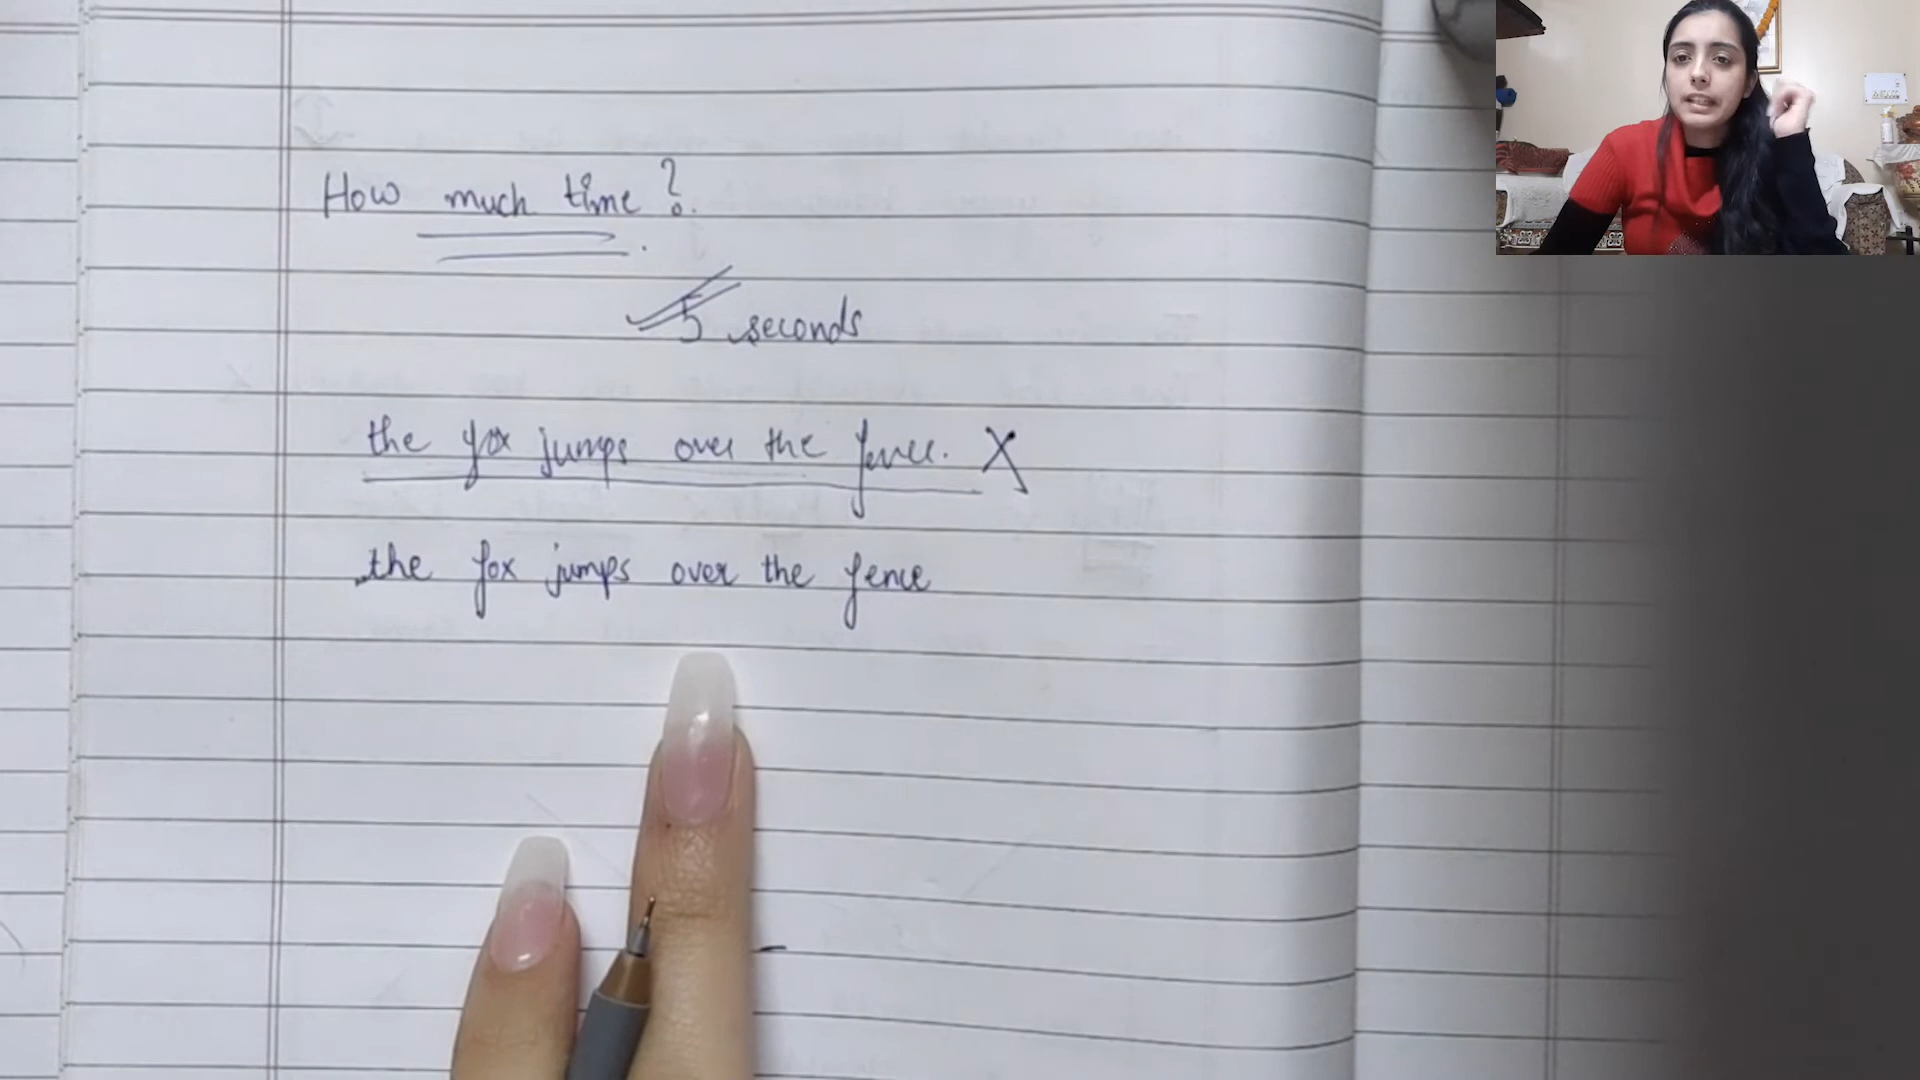 How much time?
5 seconds
the fox jumps over the fence. X
the fox jumps over the fence